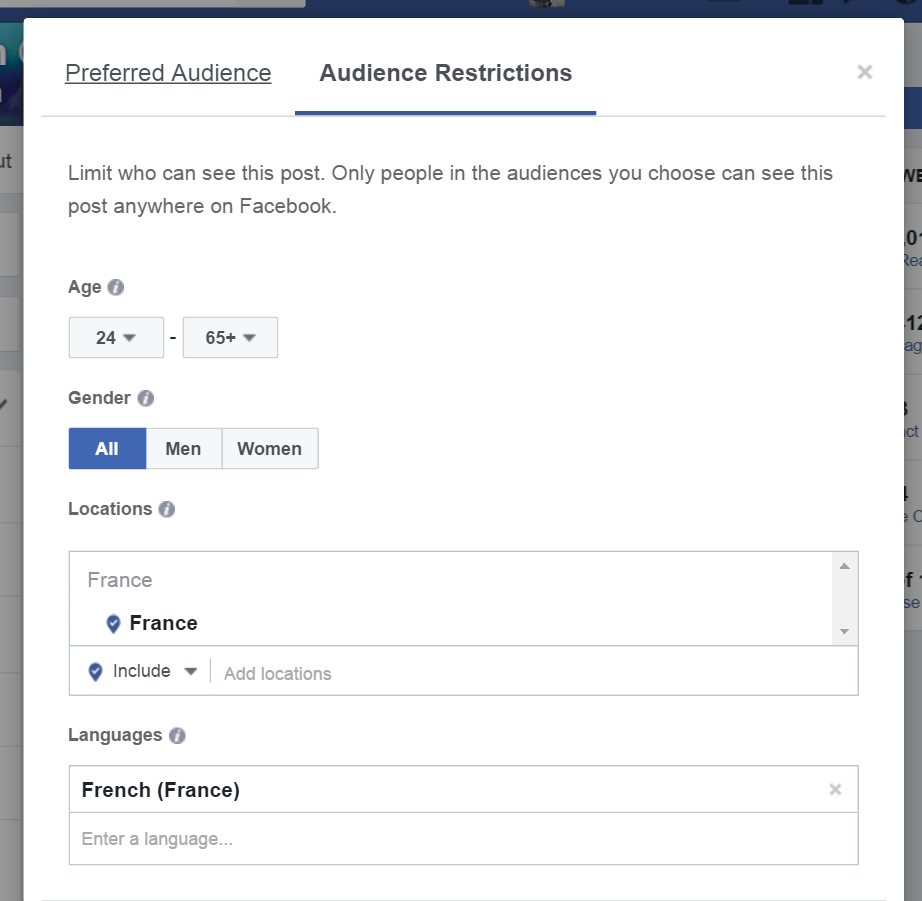 Preferred Audience
Audience Restrictions
Limit who can see this post. Only people in the audiences you choose can see this
post anywhere on Facebook.
Age
24 - 65+
Gender
All Men Women
Locations
France
France
Include Add locations
Languages
French (France)
Enter a language...